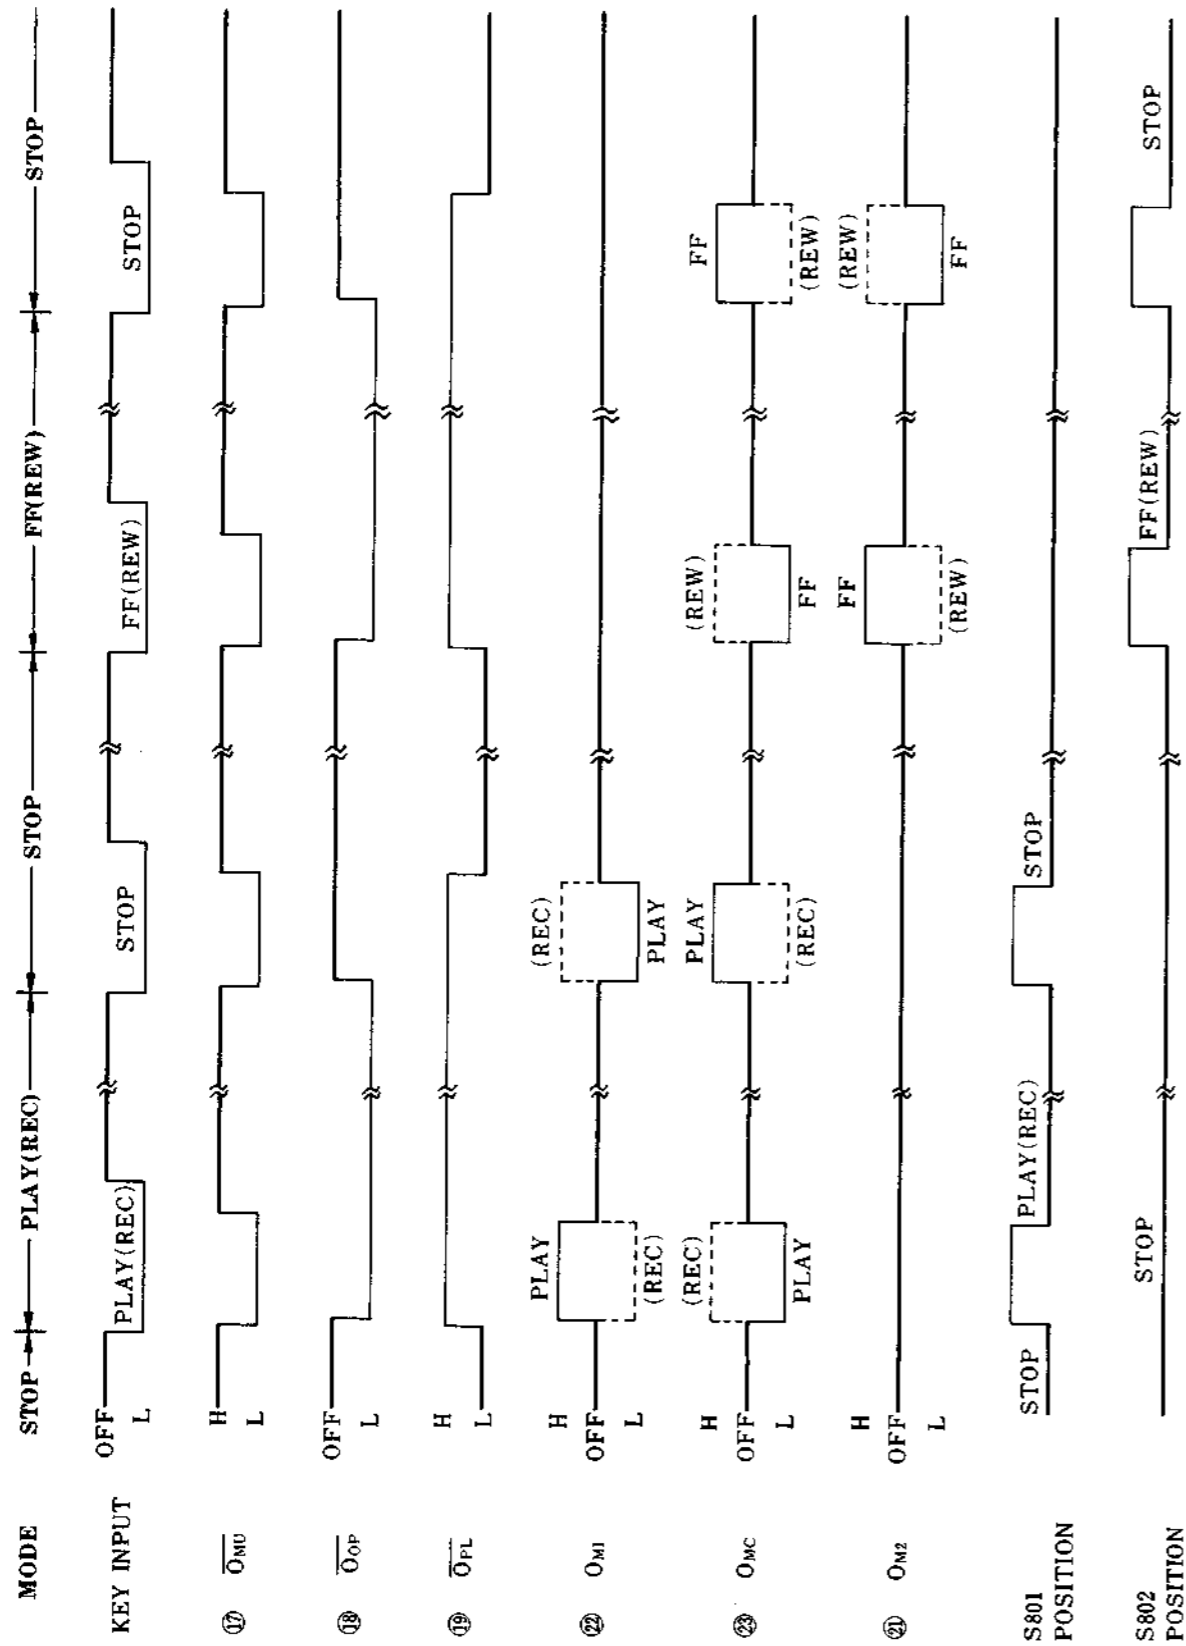 MODE STOP PLAY(REC) STOP FF(REW) STOP
KEY INPUT OFF L PLAY(REC) STOP FF(REW) STOP
⑰ OMU H L
⑱ OOP OFF L
⑲ OPL H L
㉒ OM1 H OFF L PLAY (REC) (REC) PLAY
㉓ OMC H OFF L (REC) PLAY PLAY (REC) (REW) FF FF (REW)
㉑ OM2 H OFF L FF (REW) (REW) FF
S801 POSITION STOP PLAY(REC) STOP
S802 POSITION STOP FF(REW) STOP